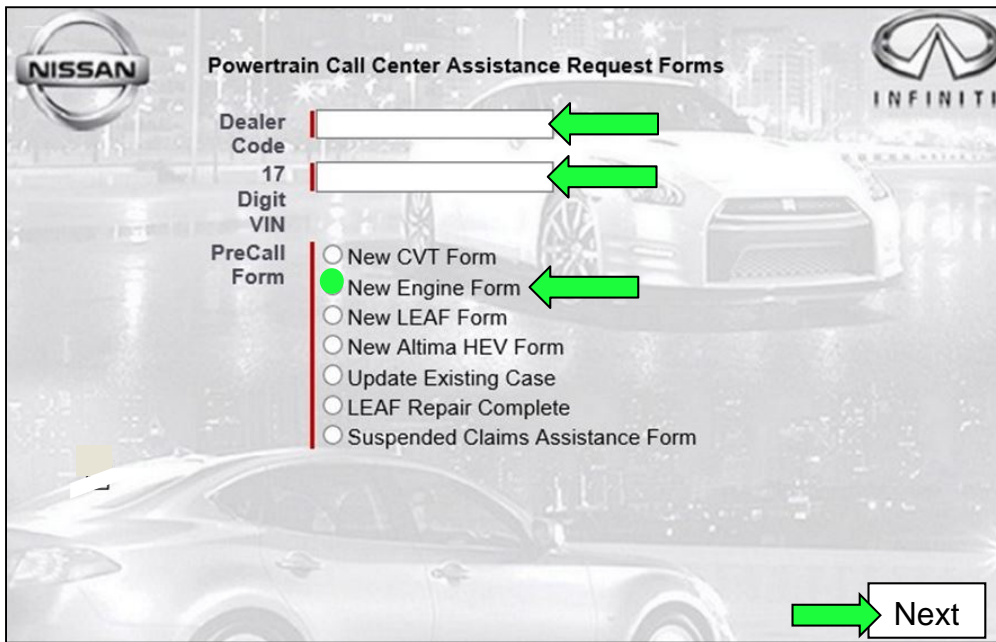 NISSAN
Powertrain Call Center Assistance Request Forms
INFINITI
Dealer
Code
17
Digit
VIN
PreCall
Form
New CVT Form
New Engine Form
New LEAF Form
New Altima HEV Form
Update Existing Case
LEAF Repair Complete
Suspended Claims Assistance Form
Next